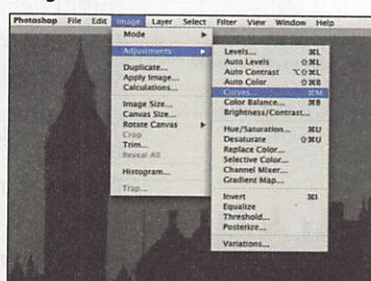 Photoshop File Edit Image Layer Select Filter View Window Help
Mode
Adjustments
Duplicate...
Apply Image...
Calculations...
Image Size...
Canvas Size...
Rotate Canvas
Crop
Trim...
Reveal All
Histogram...
Trap...
Levels... ⌘L
Auto Levels ⇧⌘L
Auto Contrast ⌥⇧⌘L
Auto Color ⇧⌘B
Curves... ⌘M
Color Balance... ⌘B
Brightness/Contrast...
Hue/Saturation... ⌘U
Desaturate ⇧⌘U
Replace Color...
Selective Color...
Channel Mixer...
Gradient Map...
Invert ⌘I
Equalize
Threshold...
Posterize...
Variations...